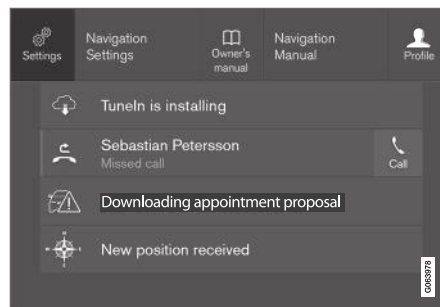 Settings
Navigation
Settings
Owner's
manual
Navigation
Manual
Profile
TuneIn is installing
Sebastian Petersson
Missed call
Call
Downloading appointment proposal
New position received
G063978